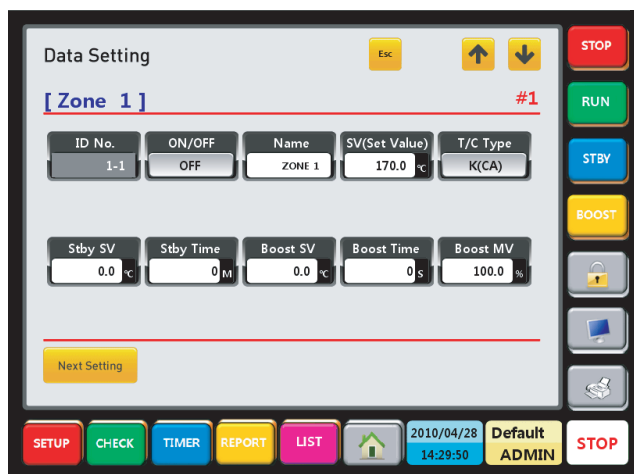 Data Setting
Esc
STOP
[ Zone 1 ]
#1
RUN
ID No.
ON/OFF
Name
SV(Set Value)
T/C Type
1-1
OFF
ZONE 1
170.0 ℃
K(CA)
STBY
BOOST
Stby SV
Stby Time
Boost SV
Boost Time
Boost MV
0.0 ℃
0 M
0.0 ℃
0 S
100.0 %
Next Setting
SETUP
CHECK
TIMER
REPORT
LIST
2010/04/28
14:29:50
Default
ADMIN
STOP